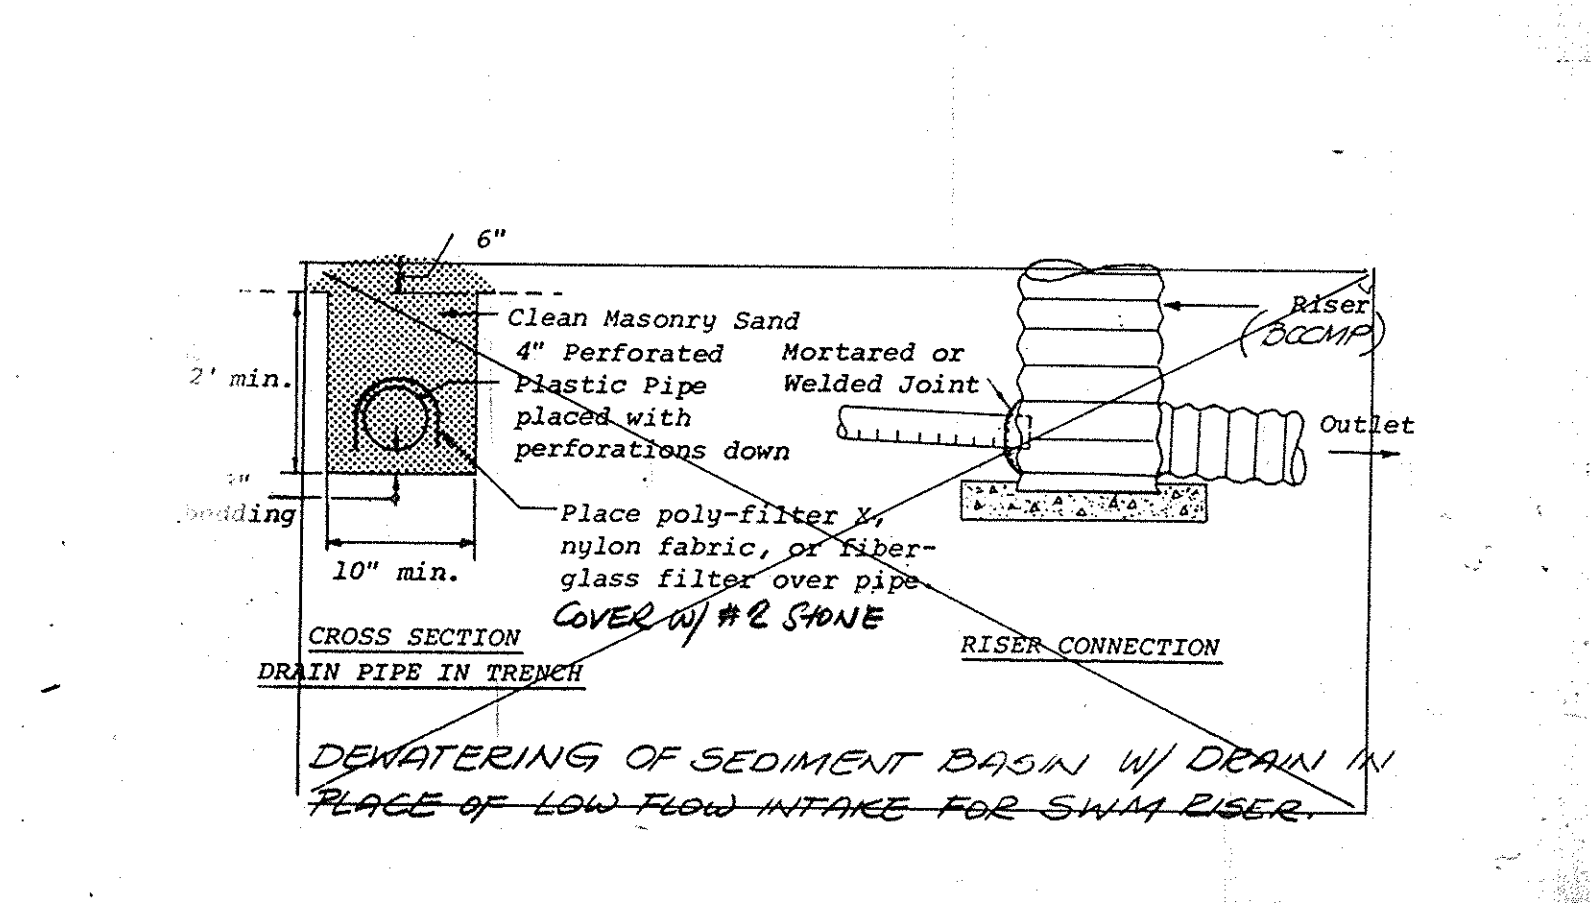 6"
Clean Masonry Sand
2' min.
4" Perforated
Plastic Pipe
placed with
perforations down
bedding
10" min.
Place poly-filter X,
nylon fabric, or fiber-
glass filter over pipe.
COVER W/ #2 STONE
CROSS SECTION
DRAIN PIPE IN TRENCH
Mortared or
Welded Joint
Riser
(BCCMP)
Outlet
RISER CONNECTION
DEWATERING OF SEDIMENT BASIN W/ DRAIN IN
PLACE OF LOW FLOW INTAKE FOR SWM RISER.